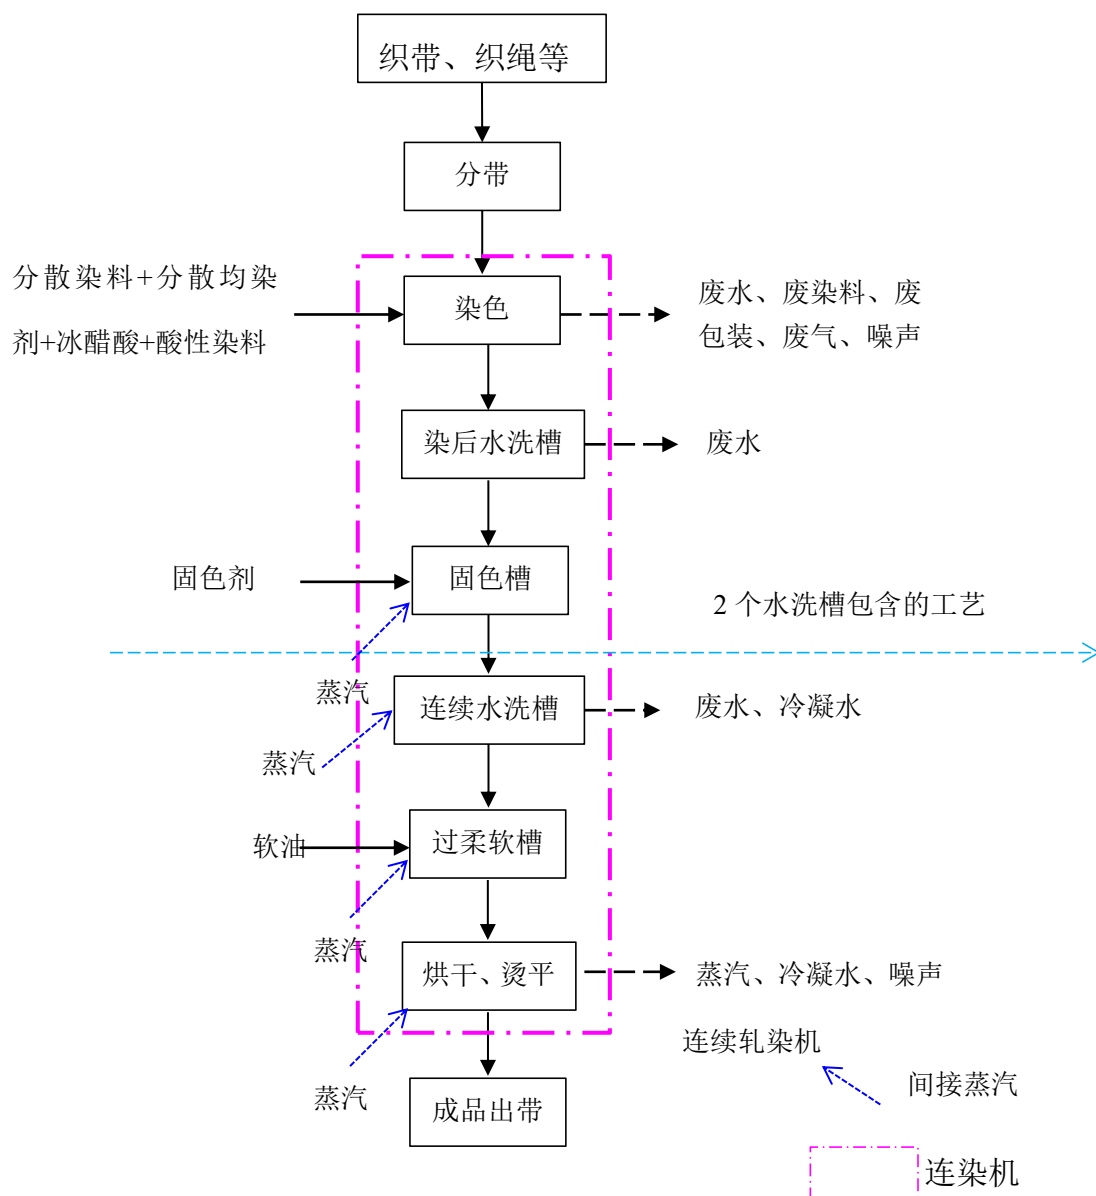 织带、织绳等
分带
分散染料+分散均染
剂+冰醋酸+酸性染料
染色
废水、废染料、废
包装、废气、噪声
染后水洗槽
废水
固色剂
固色槽
2 个水洗槽包含的工艺
蒸汽
连续水洗槽
废水、冷凝水
蒸汽
软油
过柔软槽
蒸汽
烘干、烫平
蒸汽、冷凝水、噪声
连续轧染机
蒸汽
间接蒸汽
成品出带
连染机